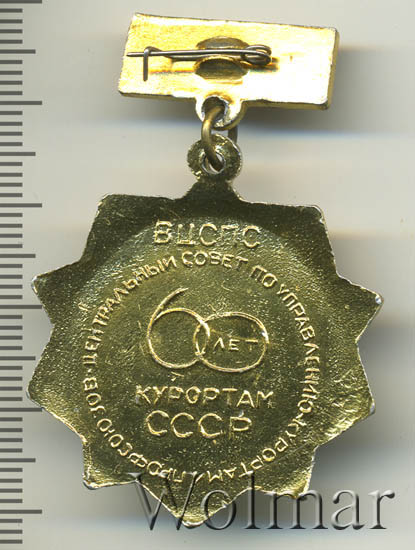 ВЦСПС
ЦЕНТРАЛЬНЫЙ СОВЕТ ПО УПРАВЛЕНИЮ КУРОРТАМИ ПРОФСОЮЗОВ
60
ЛЕТ
КУРОРТАМ
СССР
Wolmar